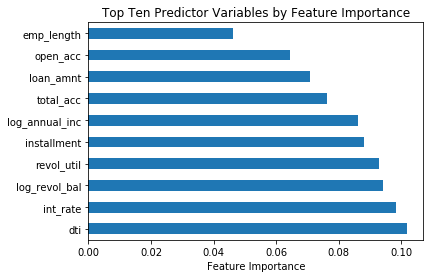 Top Ten Predictor Variables by Feature Importance
emp_length
open_acc
loan_amnt
total_acc
log_annual_inc
installment
revol_util
log_revol_bal
int_rate
dti
0.00 0.02 0.04 0.06 0.08 0.10
Feature Importance